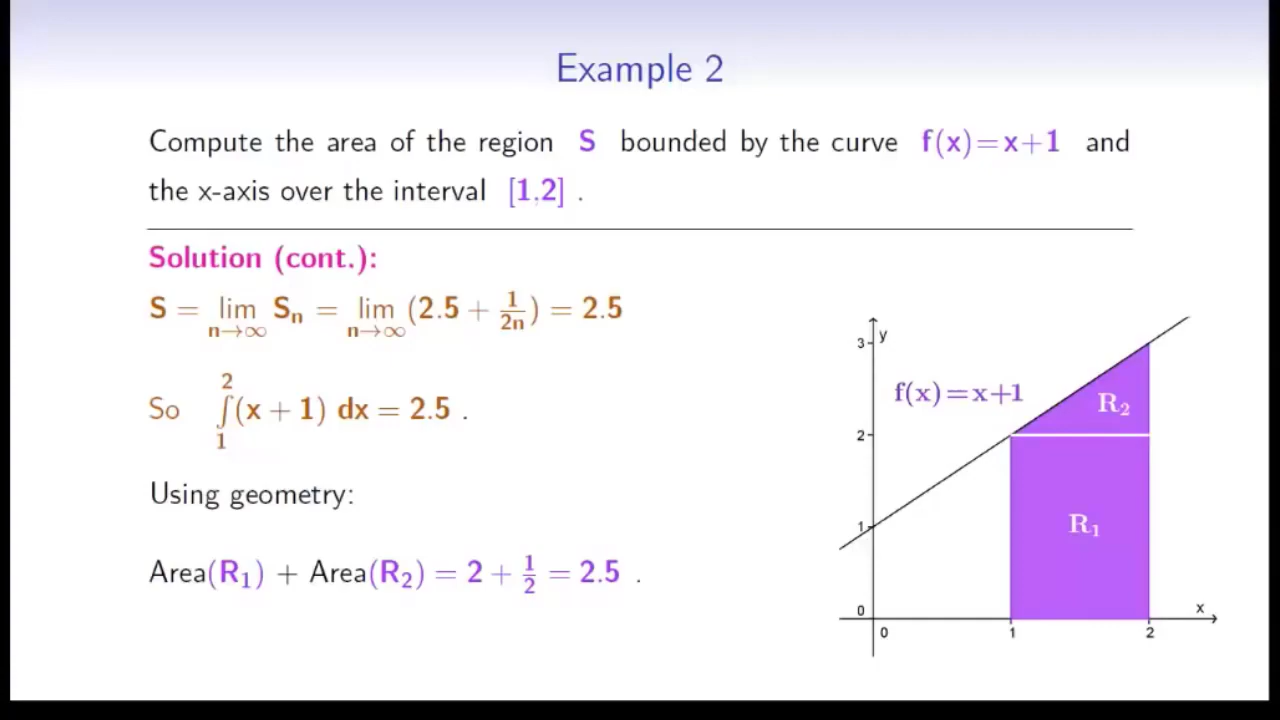 Example 2
Compute the area of the region S bounded by the curve f(x)=x+1 and
the x-axis over the interval [1,2] .
Solution (cont.):
S = lim n→∞ Sₙ = lim n→∞ (2.5 + 1/2n) = 2.5
So ∫₁² (x + 1) dx = 2.5 .
Using geometry:
Area(R₁) + Area(R₂) = 2 + 1/2 = 2.5 .
y
3
f(x)=x+1
R₂
2
R₁
1
0
x
0 1 2